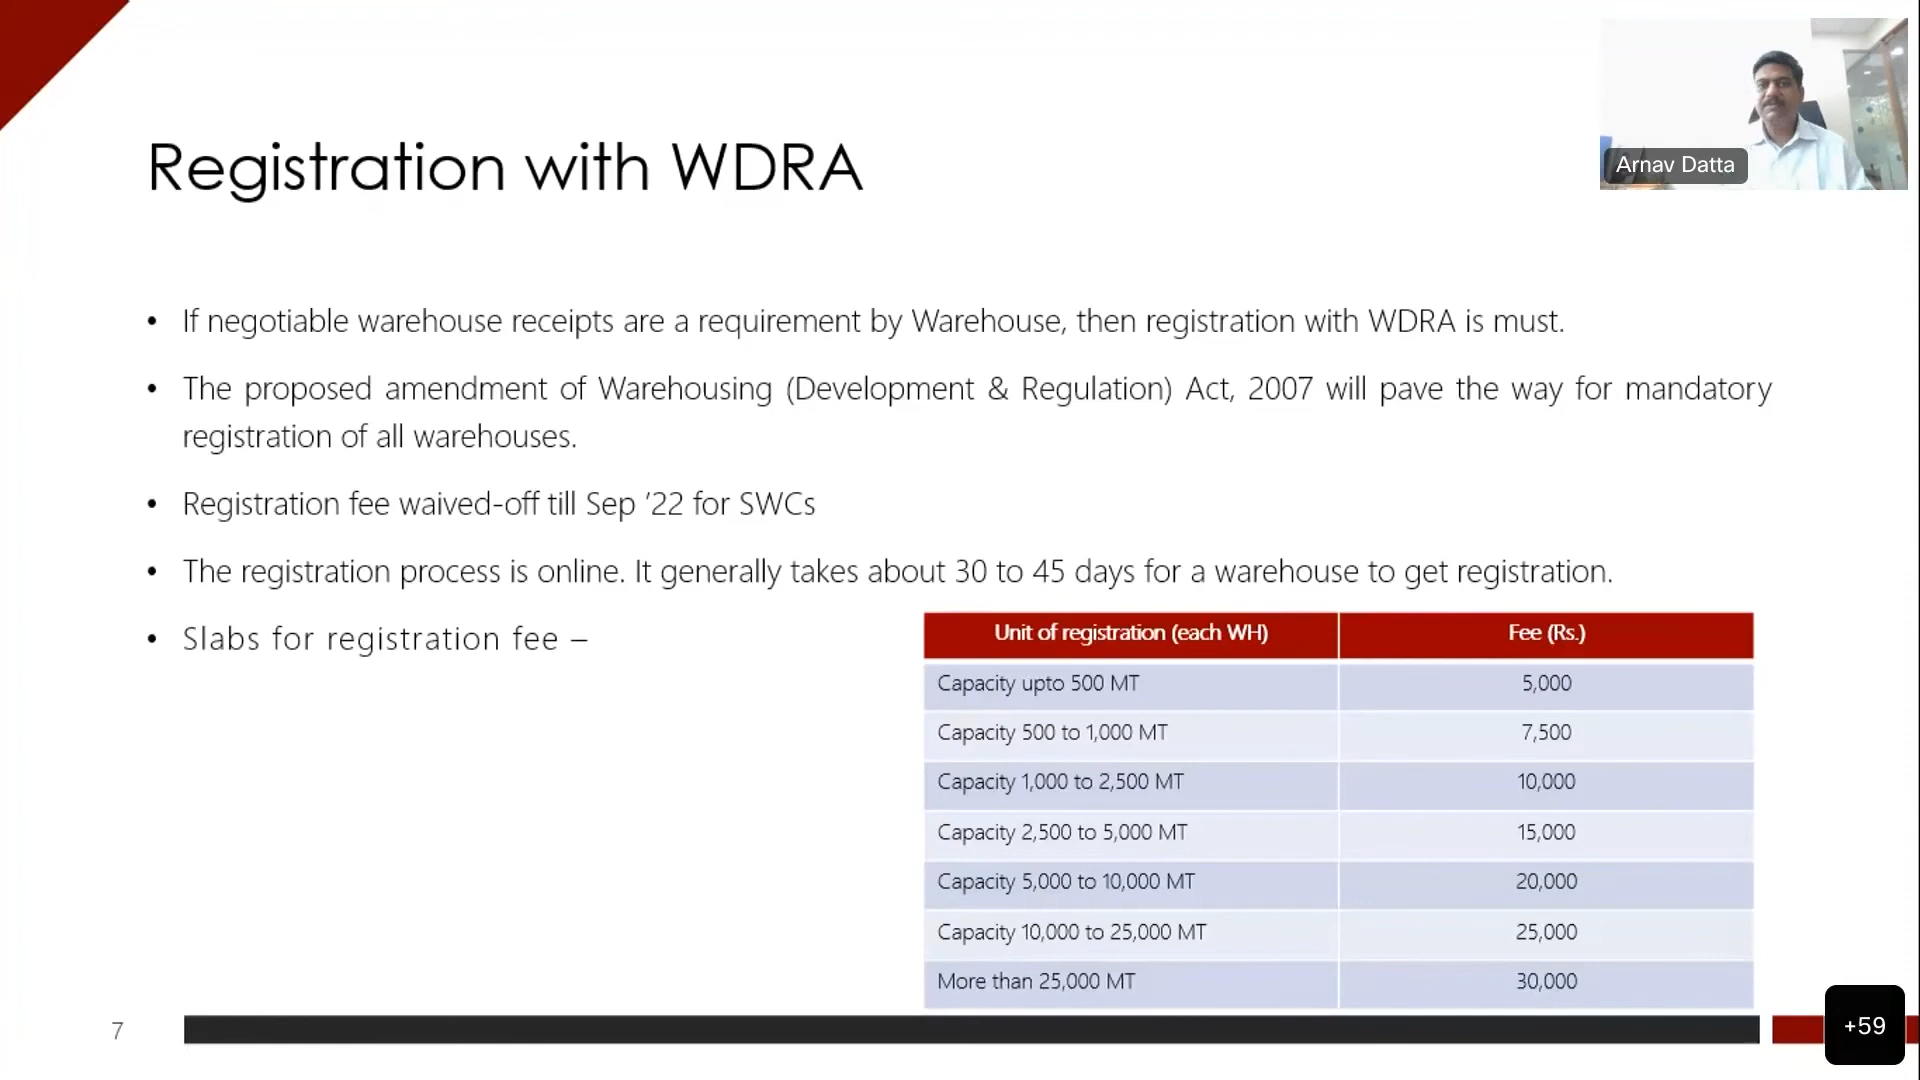 Arnav Datta
Registration with WDRA
• If negotiable warehouse receipts are a requirement by Warehouse, then registration with WDRA is must.
• The proposed amendment of Warehousing (Development & Regulation) Act, 2007 will pave the way for mandatory
registration of all warehouses.
• Registration fee waived-off till Sep ’22 for SWCs
• The registration process is online. It generally takes about 30 to 45 days for a warehouse to get registration.
• Slabs for registration fee –
Unit of registration (each WH) Fee (Rs.)
Capacity upto 500 MT 5,000
Capacity 500 to 1,000 MT 7,500
Capacity 1,000 to 2,500 MT 10,000
Capacity 2,500 to 5,000 MT 15,000
Capacity 5,000 to 10,000 MT 20,000
Capacity 10,000 to 25,000 MT 25,000
More than 25,000 MT 30,000
7
+59